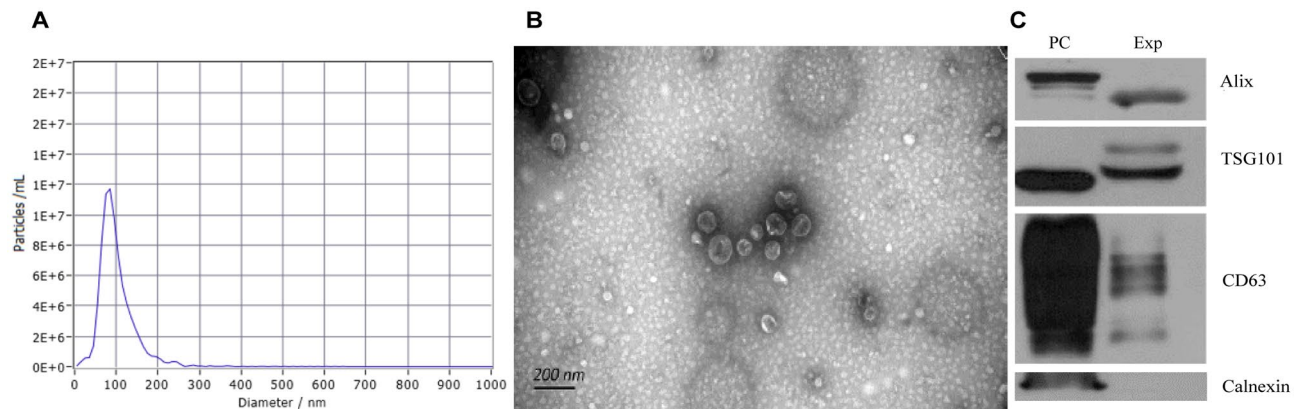 A
Particles /mL
2E+7
2E+7
2E+7
1E+7
1E+7
1E+7
8E+6
6E+6
4E+6
2E+6
0E+0
0 100 200 300 400 500 600 700 800 900 1000
Diameter / nm
B
200 nm
C
PC Exp
Alix
TSG101
CD63
Calnexin